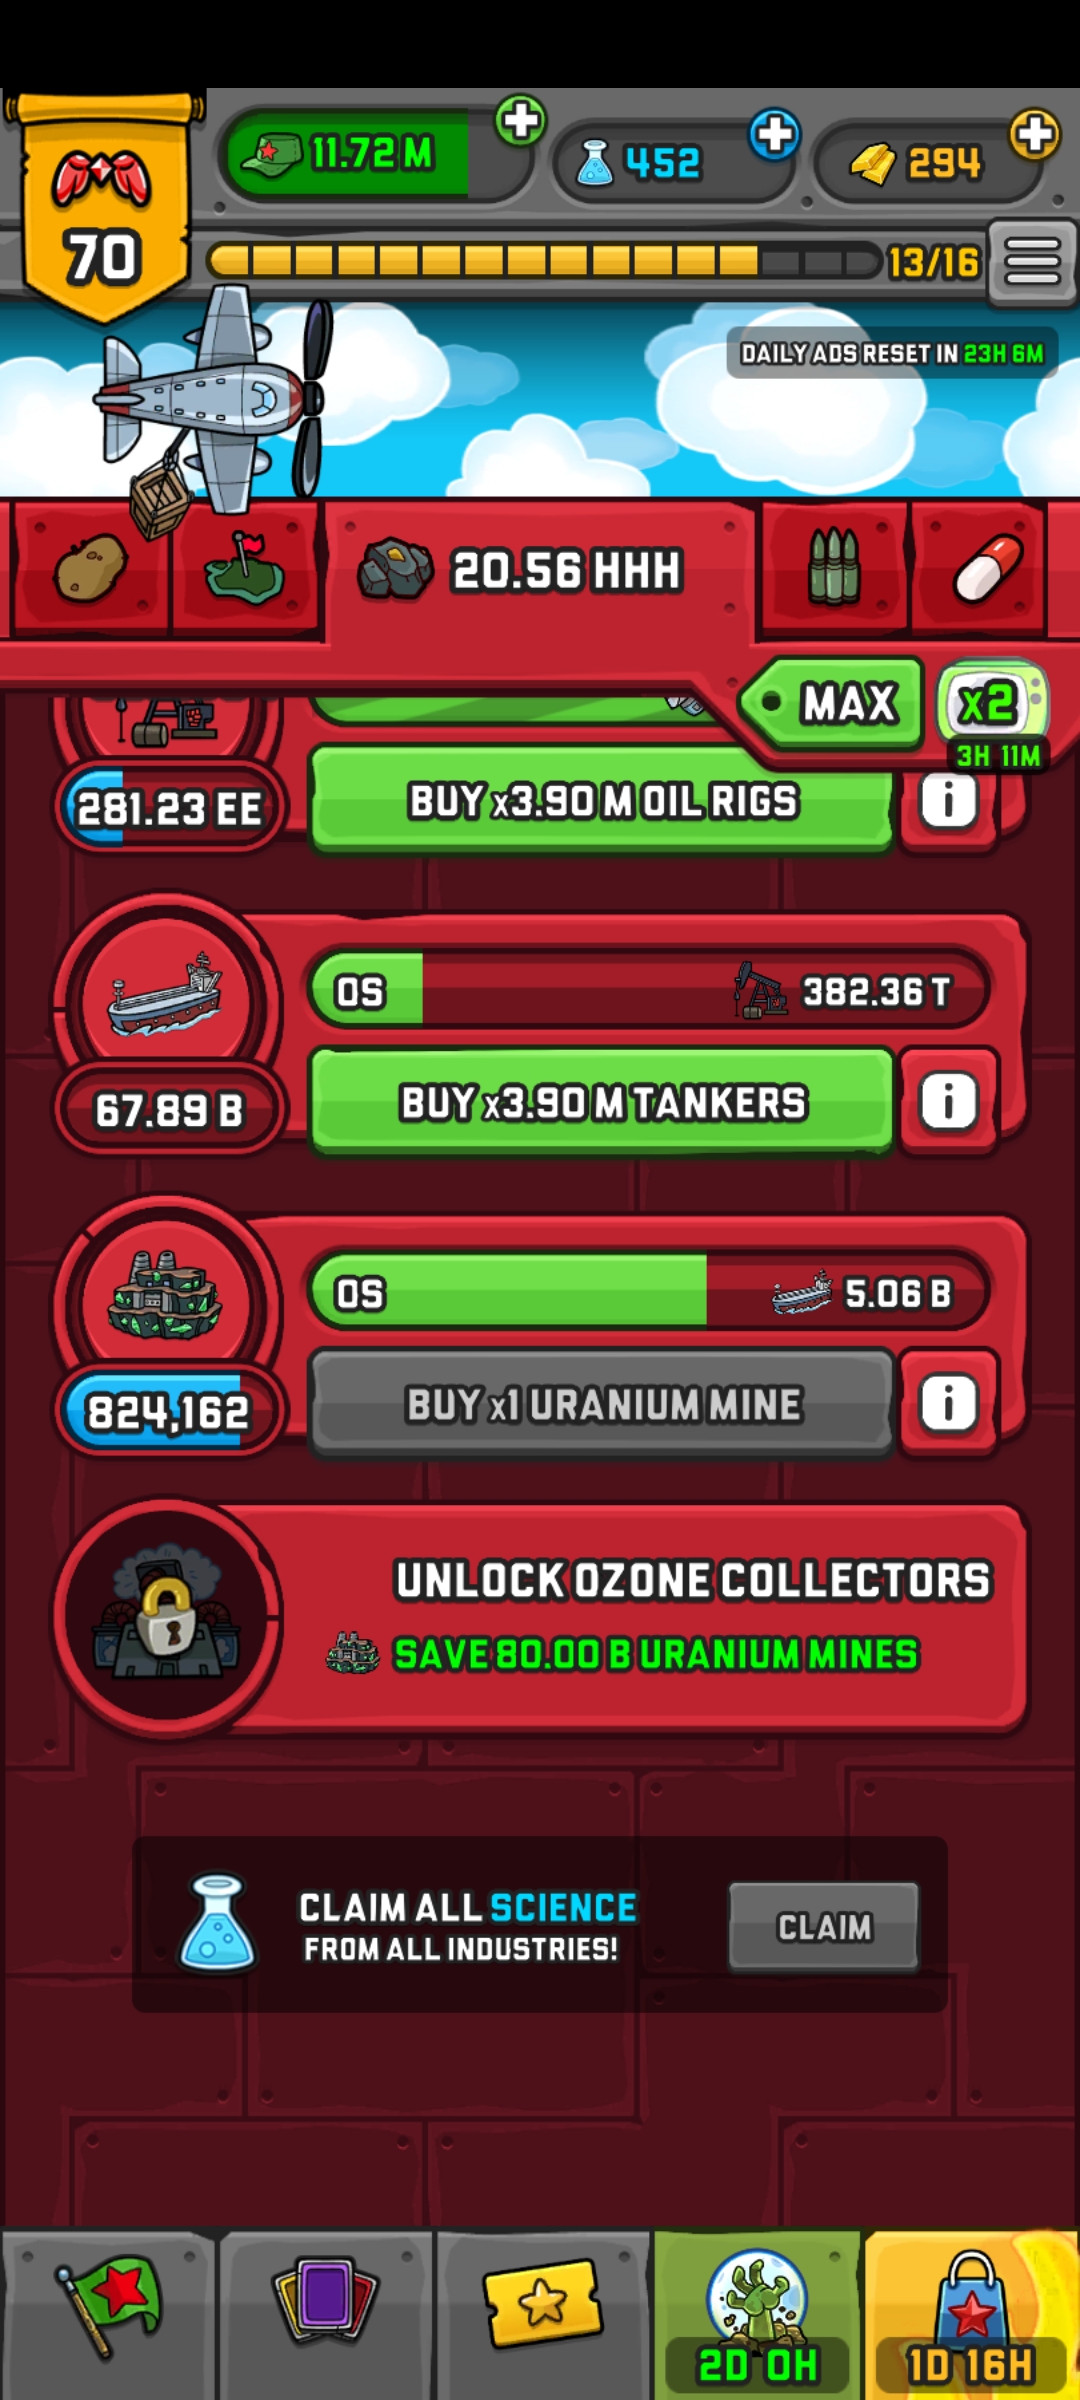 11.72 M
452
294
70
13/16
DAILY ADS RESET IN 23H 6M
20.56 HHH
MAX
x2
3H 11M
281.23 EE
BUY x3.90 M OIL RIGS
i
0S
382.36 T
67.89 B
BUY x3.90 M TANKERS
i
0S
5.06 B
824,162
BUY x1 URANIUM MINE
i
UNLOCK OZONE COLLECTORS
SAVE 80.00 B URANIUM MINES
CLAIM ALL SCIENCE
FROM ALL INDUSTRIES!
CLAIM
2D 0H
1D 16H